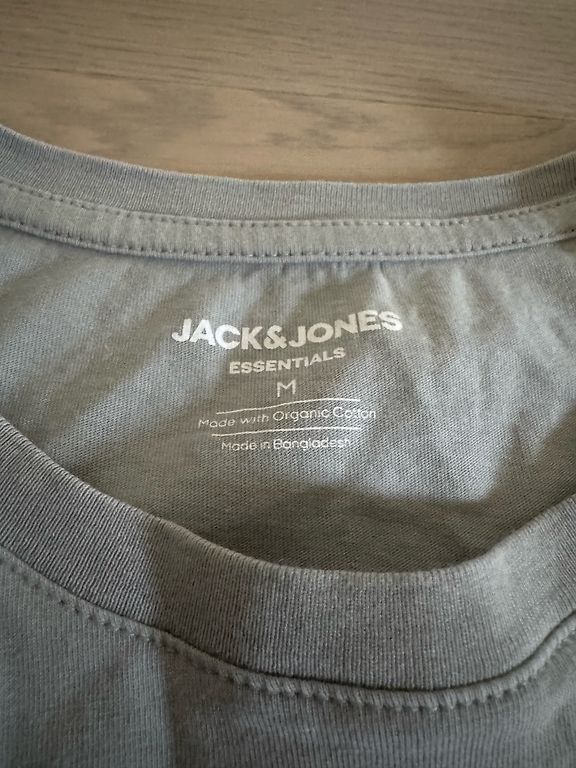 JACK&JONES
ESSENTIALS
M
Made with Organic Cotton
Made in Bangladesh